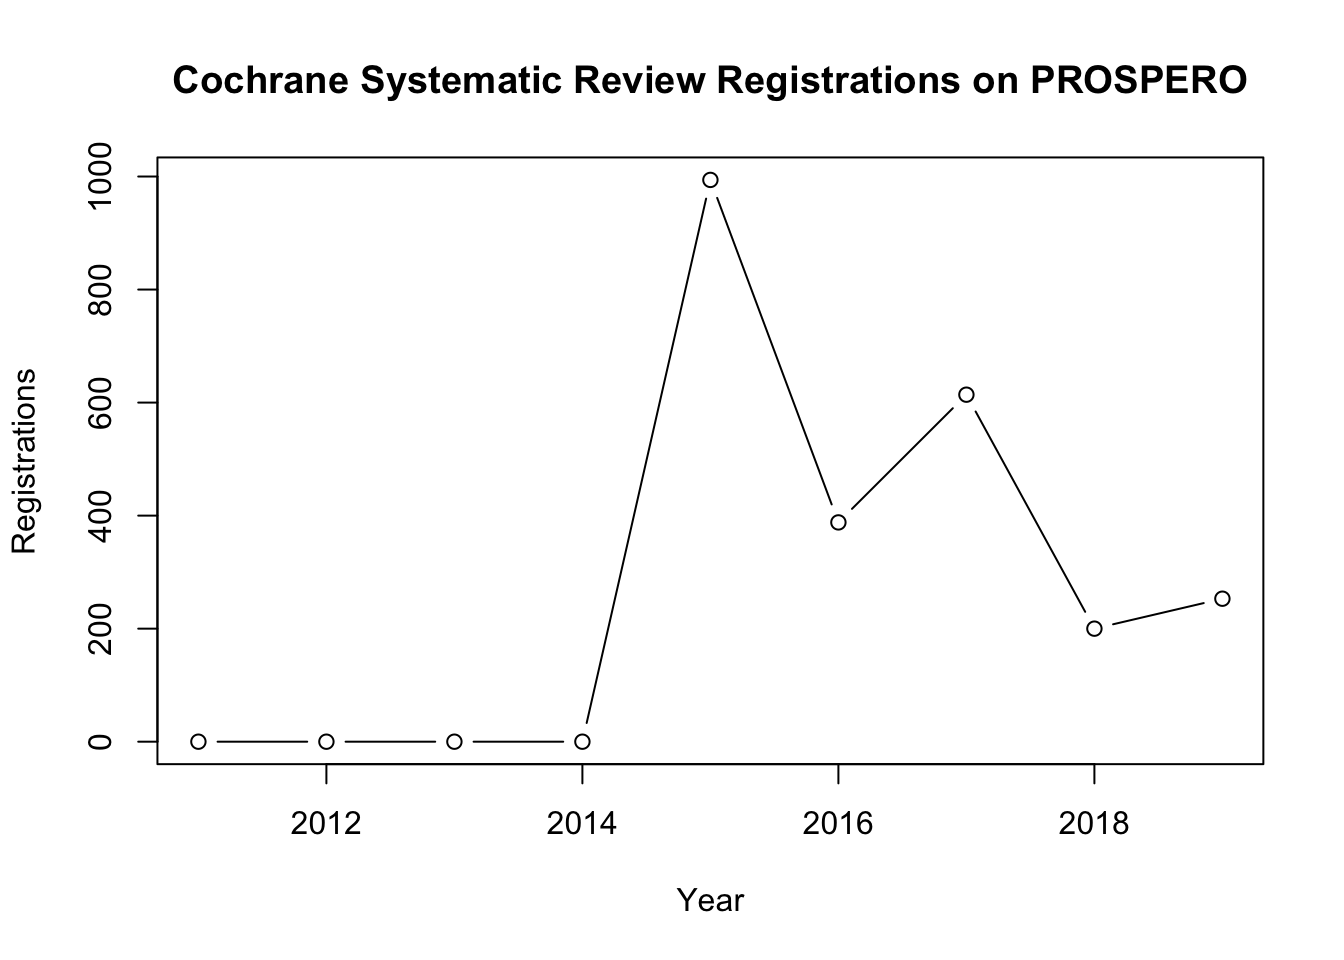 Cochrane Systematic Review Registrations on PROSPERO
Registrations
1000
800
600
400
200
0
2012 2014 2016 2018
Year